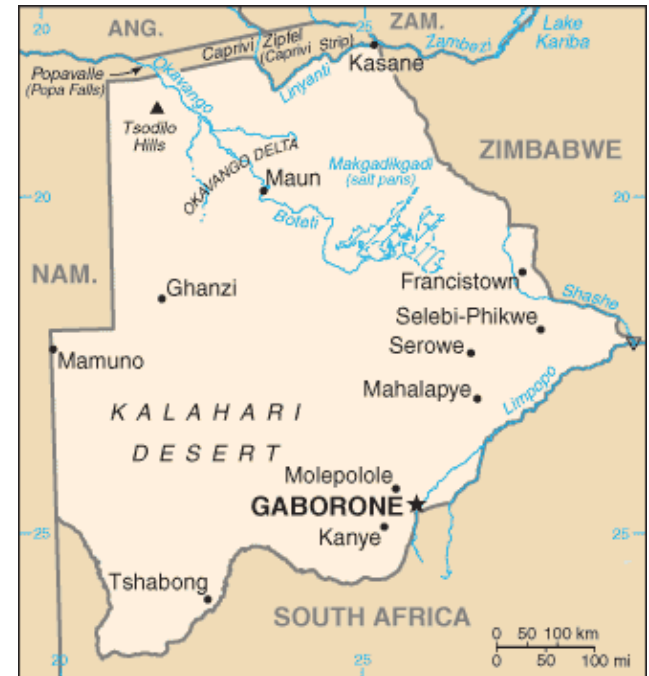 20
ANG.
25
ZAM.
Lake
Kariba
Caprivi Zipfel
(Caprivi Strip)
Zambezi
Kasane
Popavalle
(Popa Falls)
Okavango
Linyanti
Tsodilo
Hills
OKAVANGO DELTA
ZIMBABWE
Makgadikgadi
(salt pans)
20
Maun
20
Boteti
NAM.
Ghanzi
Francistown
Shashe
Selebi-Phikwe
Serowe
Mamuno
Mahalapye
Limpopo
KALAHARI
DESERT
Molepolole
GABORONE
25
Kanye
25
Tshabong
SOUTH AFRICA
0 50 100 km
0 50 100 mi
20
25